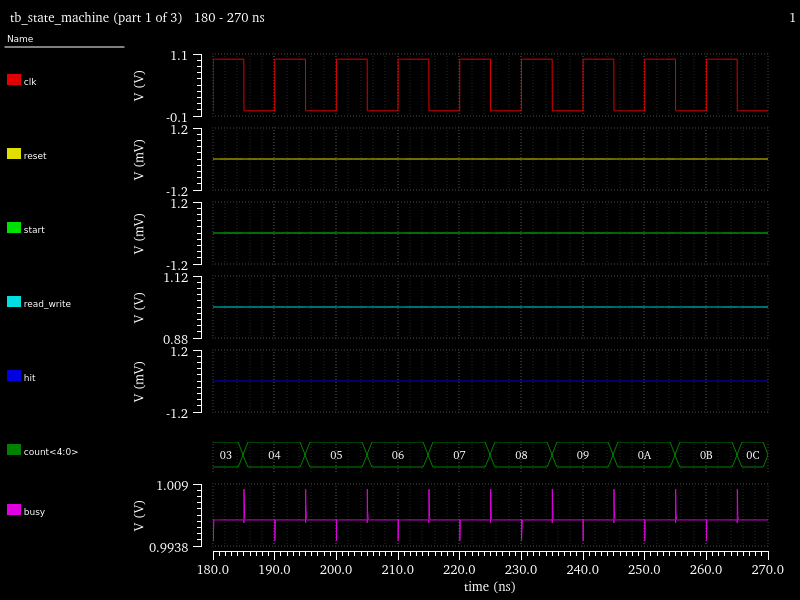 tb_state_machine (part 1 of 3) 180 - 270 ns 1
Name
clk
V (V)
1.1
-0.1
reset
V (mV)
1.2
-1.2
start
V (mV)
1.2
-1.2
read_write
V (V)
1.12
0.88
hit
V (mV)
1.2
-1.2
count<4:0>
03 04 05 06 07 08 09 0A 0B 0C
busy
V (V)
1.009
0.9938
180.0 190.0 200.0 210.0 220.0 230.0 240.0 250.0 260.0 270.0
time (ns)